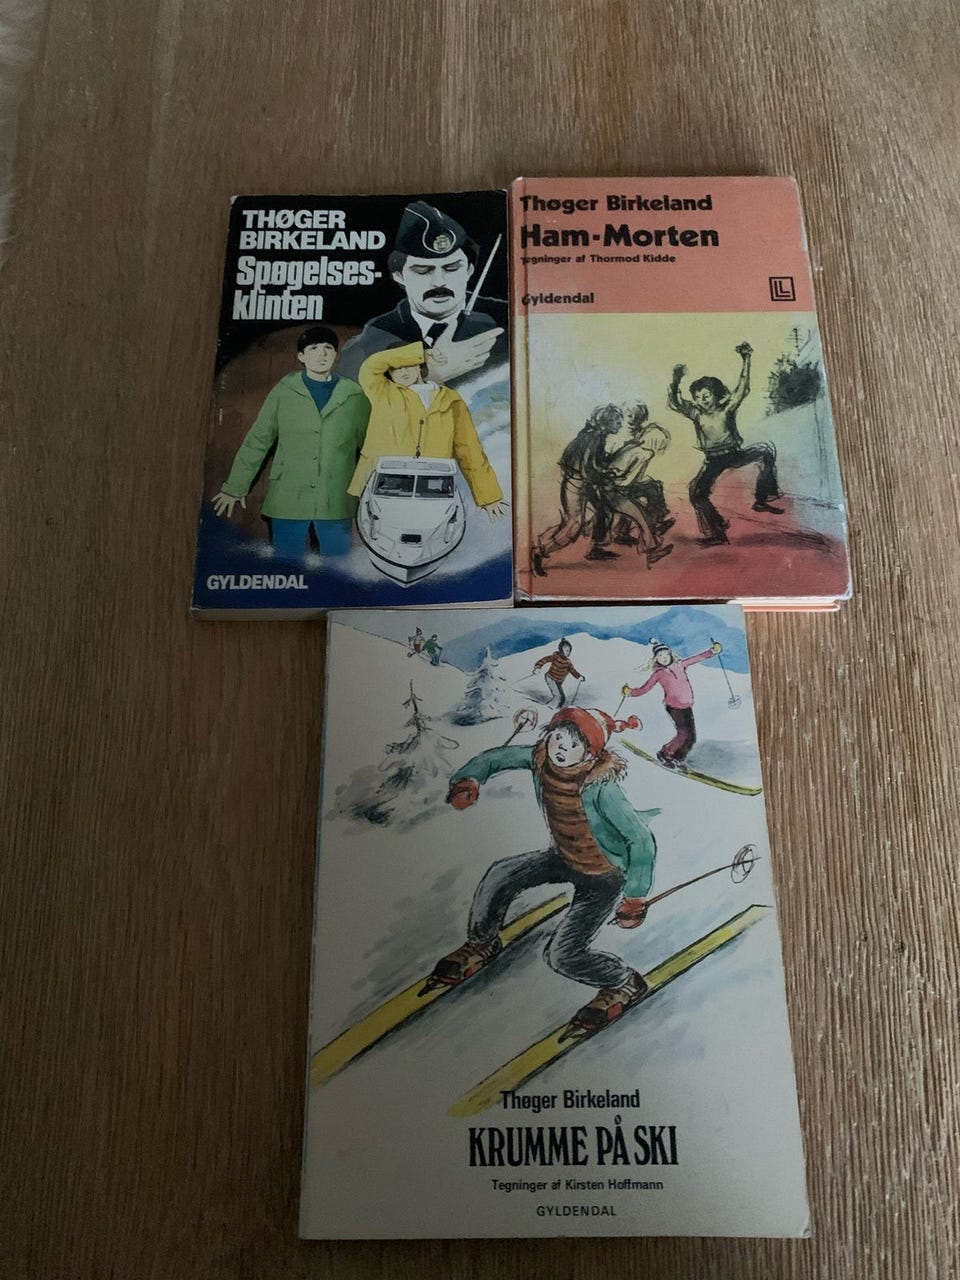 THØGER
BIRKELAND
Spøgelses-
klinten
GYLDENDAL
Thøger Birkeland
Ham-Morten
Tegninger af Thormod Kidde
Gyldendal
LL
Thøger Birkeland
KRUMME PÅ SKI
Tegninger af Kirsten Hoffmann
GYLDENDAL